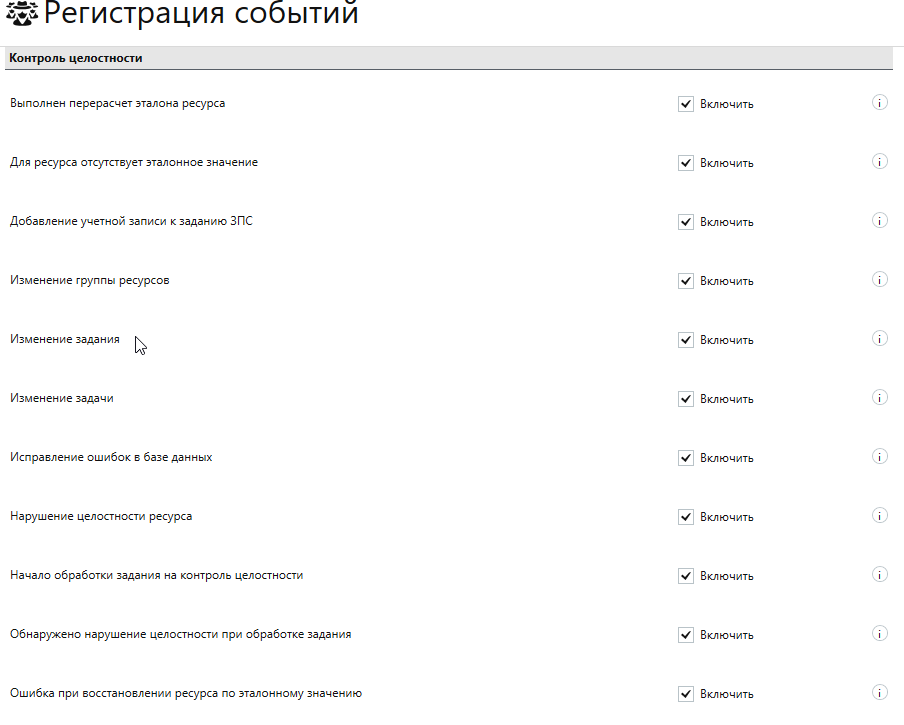 Регистрация событий
Контроль целостности
Выполнен перерасчет эталона ресурса Включить
Для ресурса отсутствует эталонное значение Включить
Добавление учетной записи к заданию ЗПС Включить
Изменение группы ресурсов Включить
Изменение задания Включить
Изменение задачи Включить
Исправление ошибок в базе данных Включить
Нарушение целостности ресурса Включить
Начало обработки задания на контроль целостности Включить
Обнаружено нарушение целостности при обработке задания Включить
Ошибка при восстановлении ресурса по эталонному значению Включить